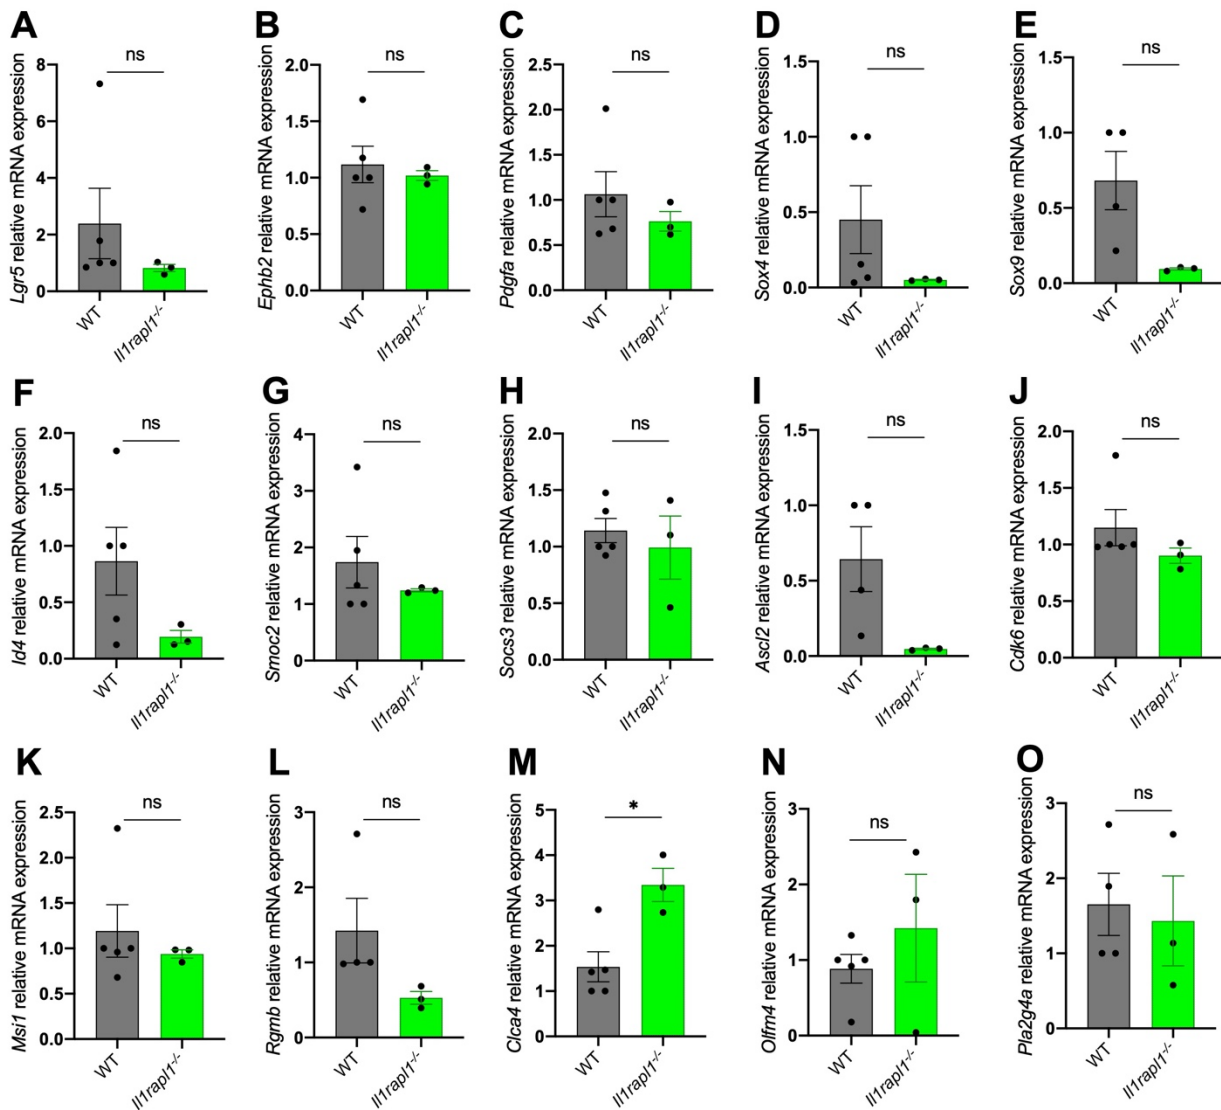 A
Lgr5 relative mRNA expression
ns
8
6
4
2
0
WT
Il1rapl1-/-
B
Ephb2 relative mRNA expression
ns
2.0
1.5
1.0
0.5
0.0
WT
Il1rapl1-/-
C
Pdgfa relative mRNA expression
ns
2.5
2.0
1.5
1.0
0.5
0.0
WT
Il1rapl1-/-
D
Sox4 relative mRNA expression
ns
1.5
1.0
0.5
0.0
WT
Il1rapl1-/-
E
Sox9 relative mRNA expression
ns
1.5
1.0
0.5
0.0
WT
Il1rapl1-/-
F
Id4 relative mRNA expression
ns
2.0
1.5
1.0
0.5
0.0
WT
Il1rapl1-/-
G
Smoc2 relative mRNA expression
ns
4
3
2
1
0
WT
Il1rapl1-/-
H
Socs3 relative mRNA expression
ns
2.0
1.5
1.0
0.5
0.0
WT
Il1rapl1-/-
I
Ascl2 relative mRNA expression
ns
1.5
1.0
0.5
0.0
WT
Il1rapl1-/-
J
Cdk6 relative mRNA expression
ns
2.0
1.5
1.0
0.5
0.0
WT
Il1rapl1-/-
K
Msi1 relative mRNA expression
ns
2.5
2.0
1.5
1.0
0.5
0.0
WT
Il1rapl1-/-
L
Rgmb relative mRNA expression
ns
3
2
1
0
WT
Il1rapl1-/-
M
Clca4 relative mRNA expression
*
5
4
3
2
1
0
WT
Il1rapl1-/-
N
Olfm4 relative mRNA expression
ns
3
2
1
0
WT
Il1rapl1-/-
O
Pla2g4a relative mRNA expression
ns
3
2
1
0
WT
Il1rapl1-/-